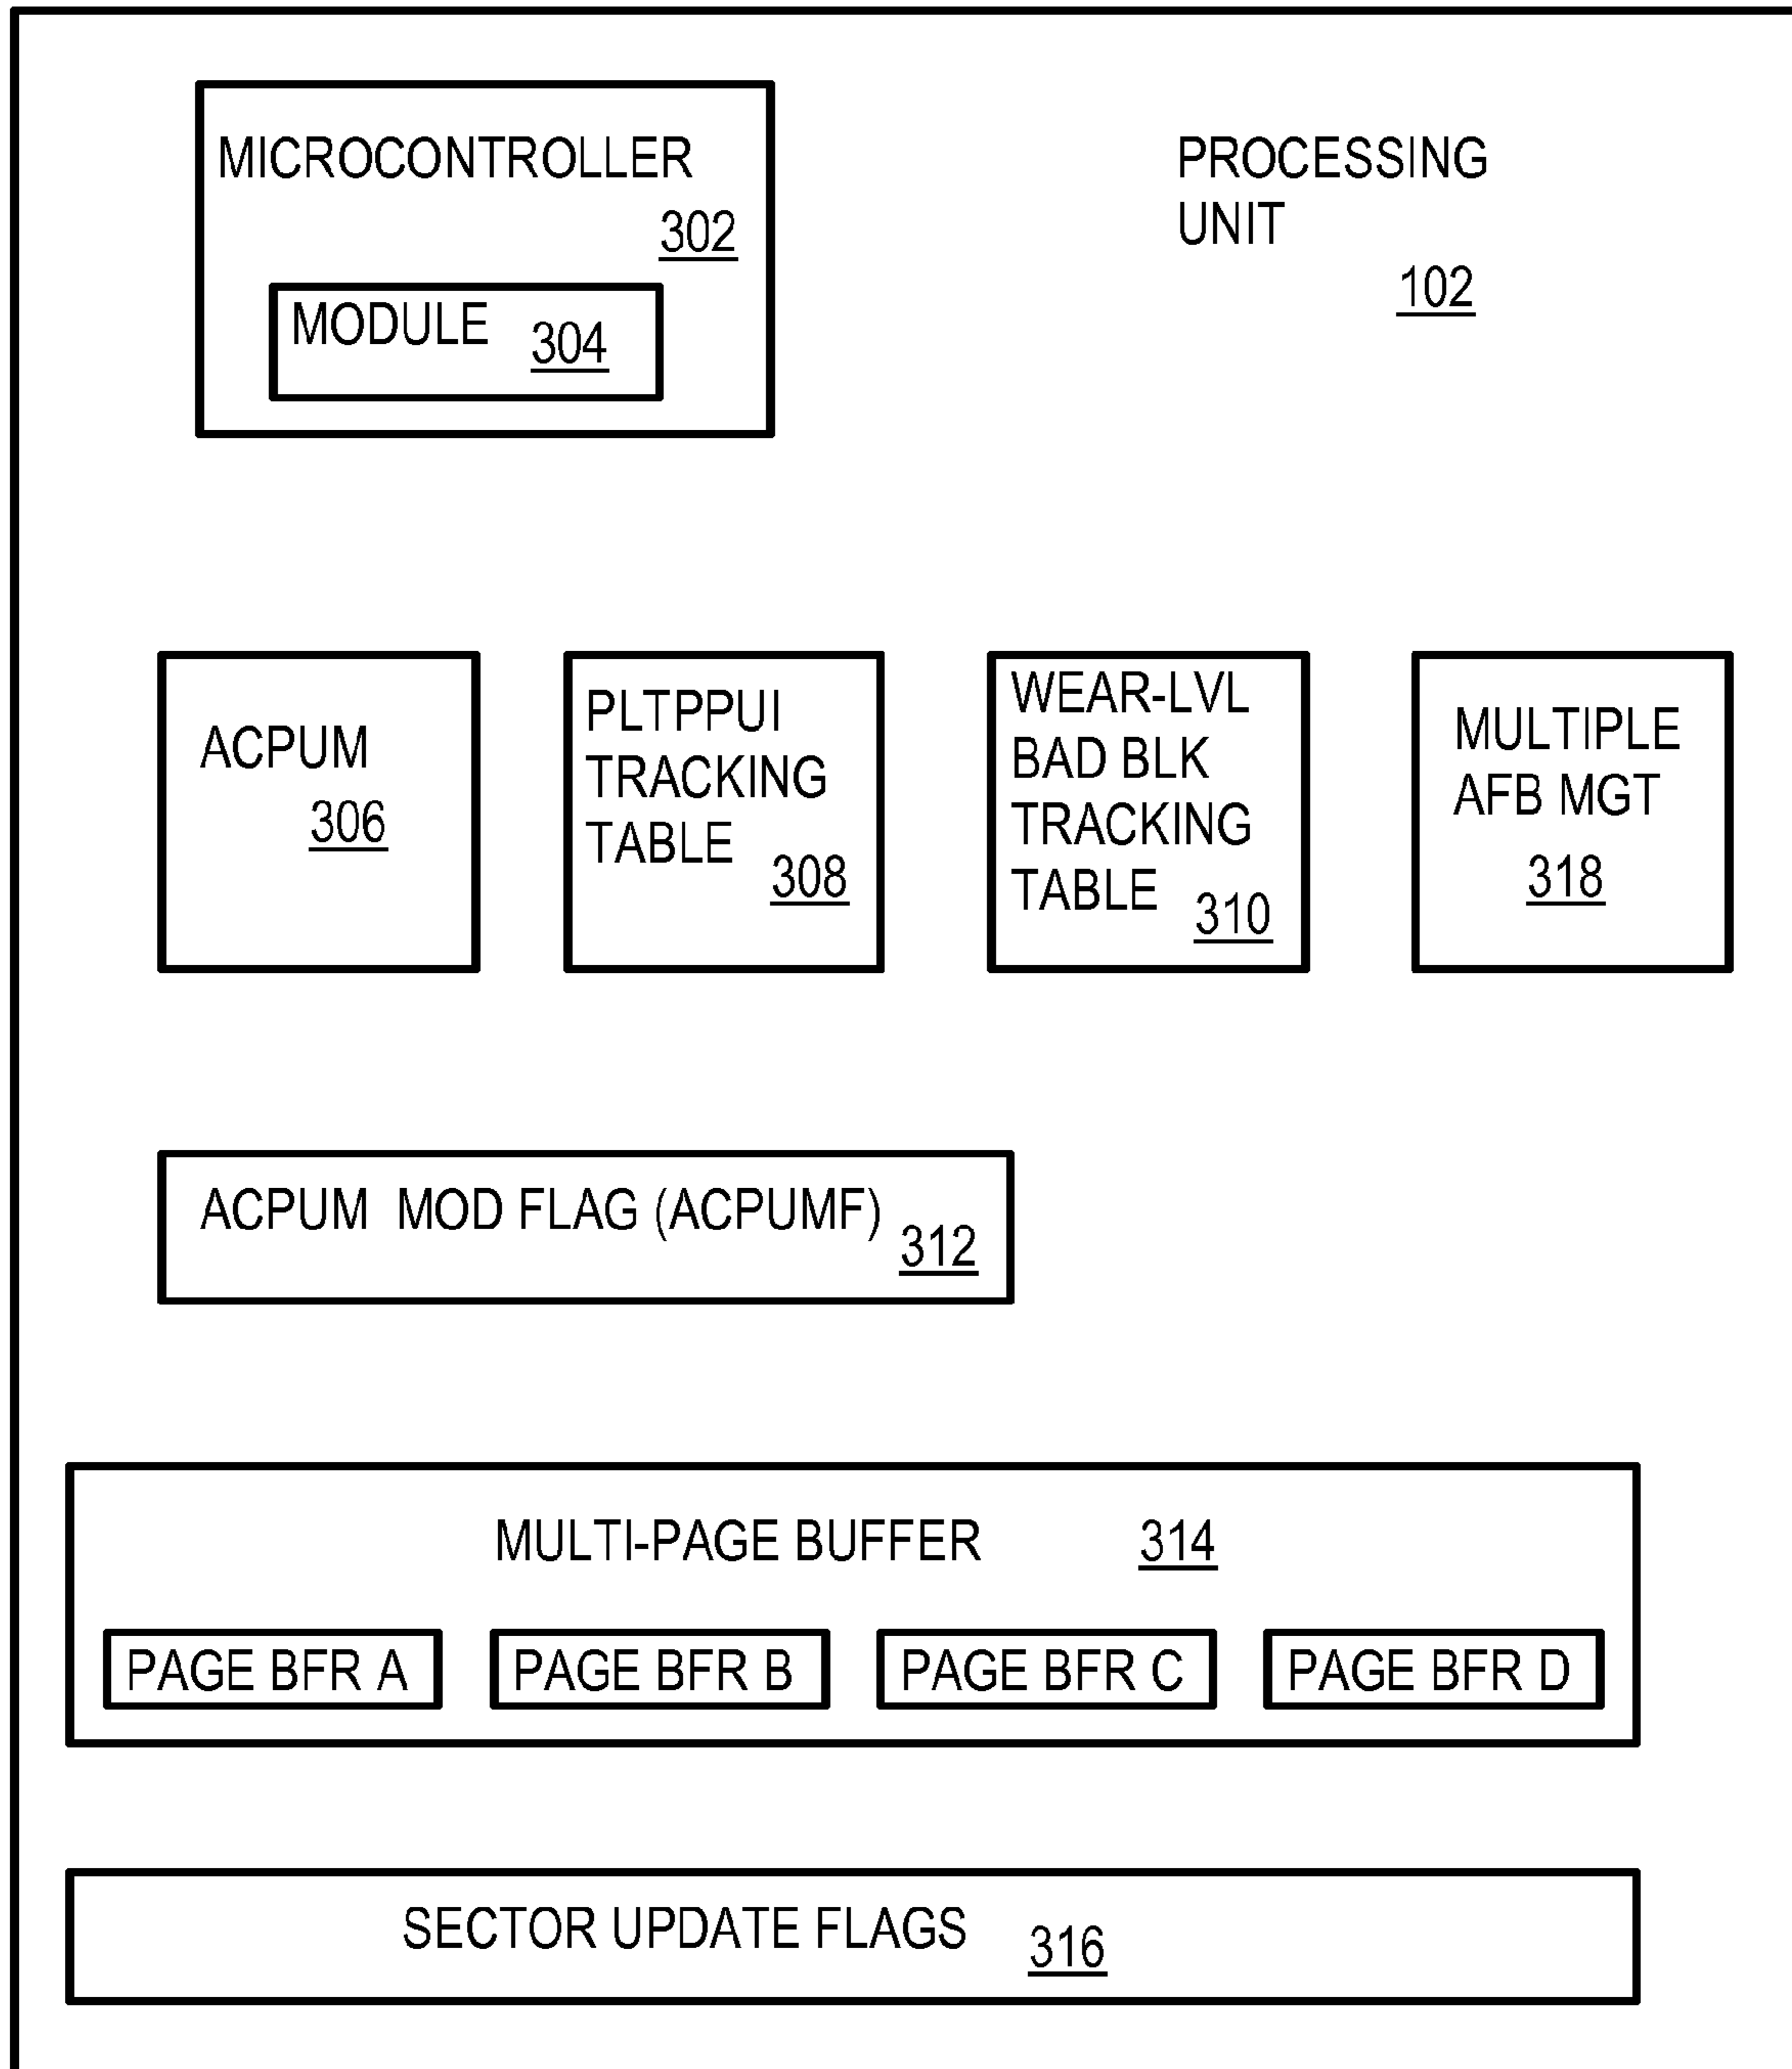 MICROCONTROLLER
302
MODULE 304
PROCESSING
UNIT
102
ACPUM
306
PLTPPUI
TRACKING
TABLE 308
WEAR-LVL
BAD BLK
TRACKING
TABLE 310
MULTIPLE
AFB MGT
318
ACPUM MOD FLAG (ACPUMF) 312
MULTI-PAGE BUFFER 314
PAGE BFR A PAGE BFR B PAGE BFR C PAGE BFR D
SECTOR UPDATE FLAGS 316